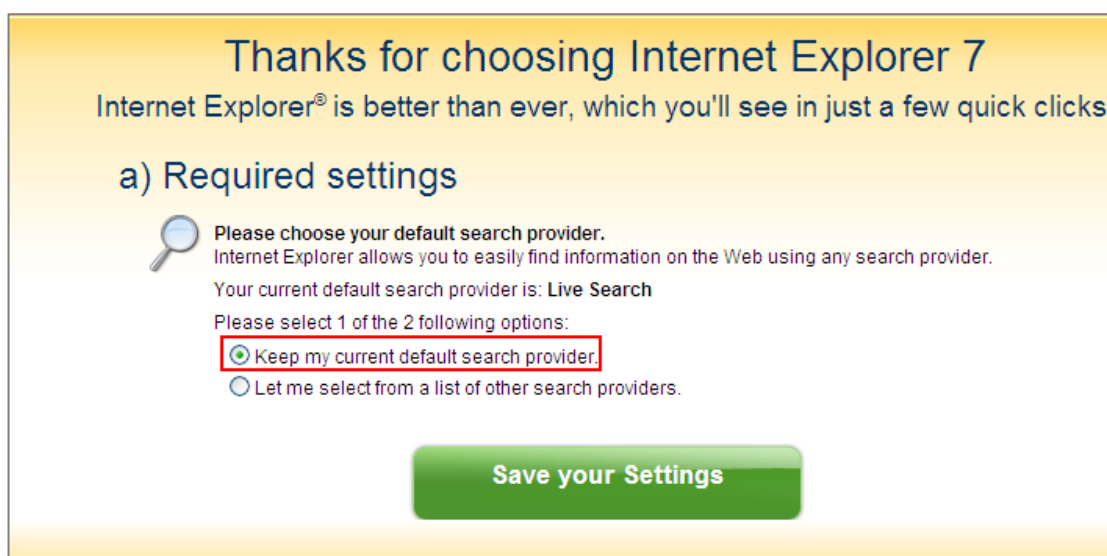 Thanks for choosing Internet Explorer 7
Internet Explorer® is better than ever, which you'll see in just a few quick clicks
a) Required settings
Please choose your default search provider.
Internet Explorer allows you to easily find information on the Web using any search provider.
Your current default search provider is: Live Search
Please select 1 of the 2 following options:
Keep my current default search provider.
Let me select from a list of other search providers.
Save your Settings